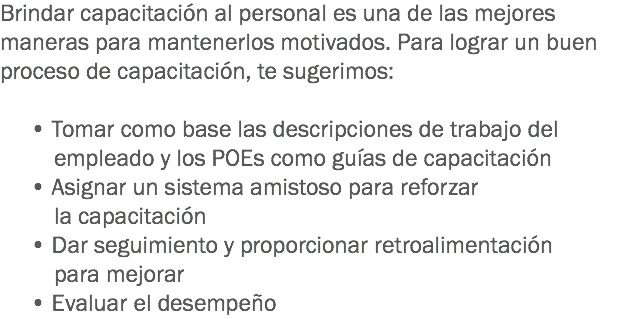 Brindar capacitación al personal es una de las mejores
maneras para mantenerlos motivados. Para lograr un buen
proceso de capacitación, te sugerimos:
• Tomar como base las descripciones de trabajo del
empleado y los POEs como guías de capacitación
• Asignar un sistema amistoso para reforzar
la capacitación
• Dar seguimiento y proporcionar retroalimentación
para mejorar
• Evaluar el desempeño